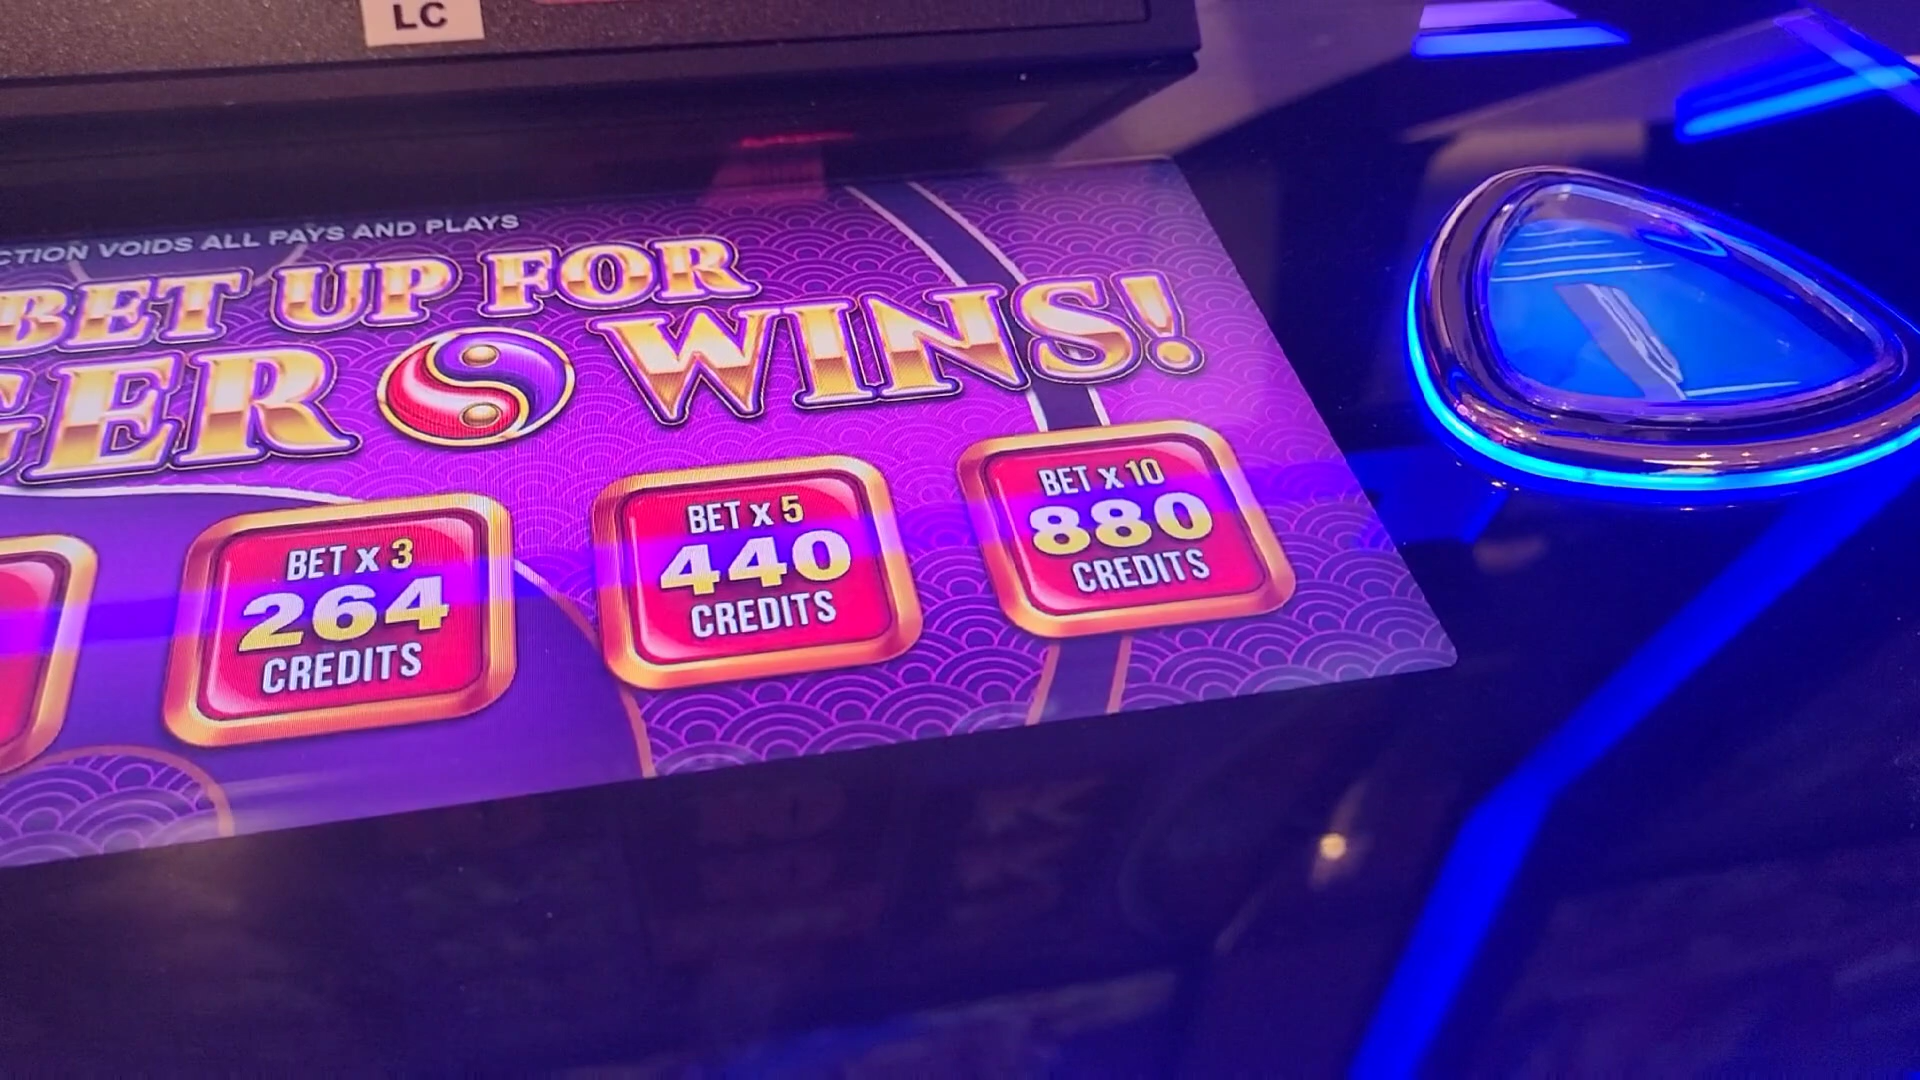 LC
CTION VOIDS ALL PAYS AND PLAYS
BET UP FOR
GER WINS!
BET x 3
264
CREDITS
BET x 5
440
CREDITS
BET x 10
880
CREDITS